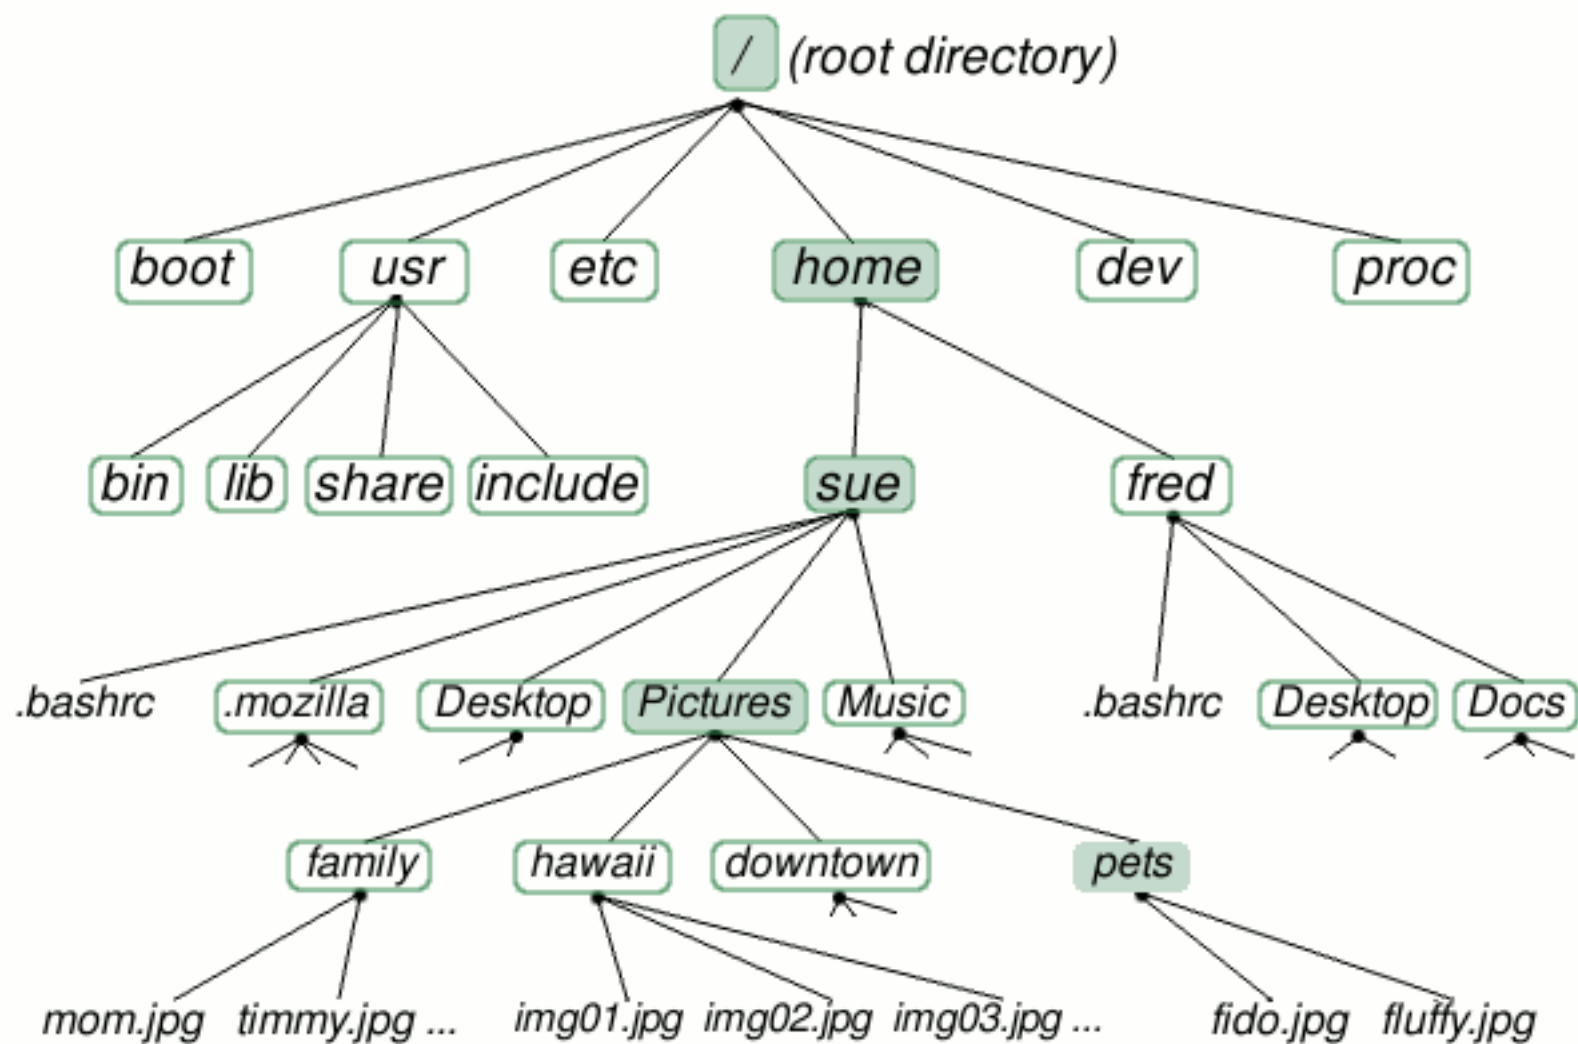 / (root directory)
boot usr etc home dev proc
bin lib share include sue fred
.bashrc .mozilla Desktop Pictures Music .bashrc Desktop Docs
family hawaii downtown pets
mom.jpg timmy.jpg ... img01.jpg img02.jpg img03.jpg ... fido.jpg fluffy.jpg